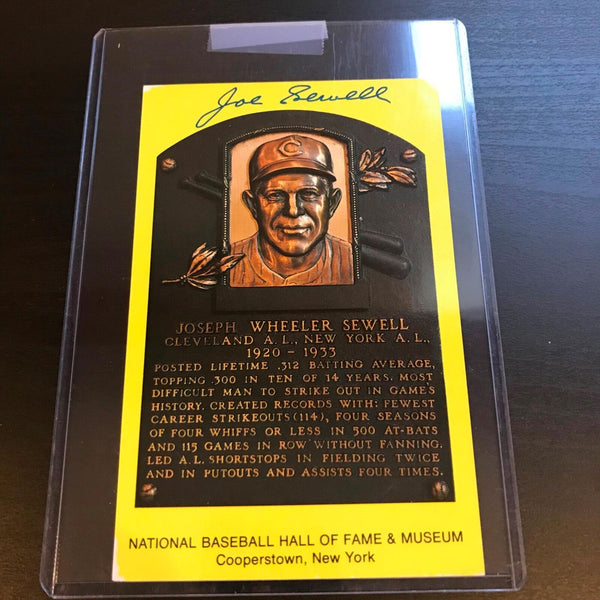 Joe Sewell
C
JOSEPH WHEELER SEWELL
CLEVELAND A. L., NEW YORK A. L.,
1920 - 1933
POSTED LIFETIME .312 BATTING AVERAGE,
TOPPING .300 IN TEN OF 14 YEARS. MOST
DIFFICULT MAN TO STRIKE OUT IN GAME'S
HISTORY. CREATED RECORDS WITH: FEWEST
CAREER STRIKEOUTS (114), FOUR SEASONS
OF FOUR WHIFFS OR LESS IN 500 AT-BATS
AND 115 GAMES IN ROW WITHOUT FANNING.
LED A.L. SHORTSTOPS IN FIELDING TWICE
AND IN PUTOUTS AND ASSISTS FOUR TIMES.
NATIONAL BASEBALL HALL OF FAME & MUSEUM
Cooperstown, New York